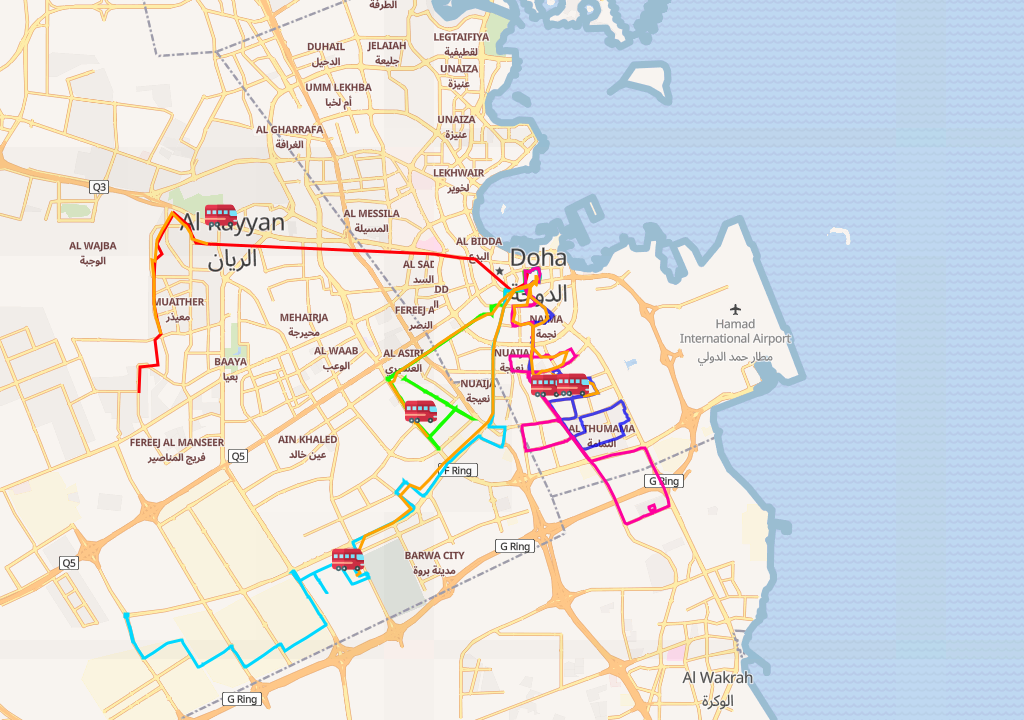 الطرفة
DUHAIL
الدحيل
JELAIAH
جليعة
LEGTAIFIYA
لقطيفية
UNAIZA
عنيزة
UMM LEKHBA
أم لخبا
UNAIZA
عنيزة
AL GHARRAFA
الغرافة
LEKHWAIR
لخوير
Q3
Al Rayyan
الريان
AL MESSILA
المسيلة
AL WAJBA
الوجبة
AL BIDDA
البدع
Doha
الدوحة
AL SAD
السد
DD
FEREEJ A
النصر
MUAITHER
معيذر
MEHAIRJA
محيرجة
NAJMA
نجمة
Hamad
International Airport
مطار حمد الدولي
AL WAAB
الوعب
BAAYA
بعيا
AL ASIRI
العسيري
NUAIJA
نعيجة
NUAIJA
نعيجة
FEREEJ AL MANSEER
فريج المناصير
AIN KHALED
عين خالد
Q5
AL THUMAMA
الثمامة
F Ring
G Ring
G Ring
BARWA CITY
مدينة بروة
Q5
G Ring
Al Wakrah
الوكرة